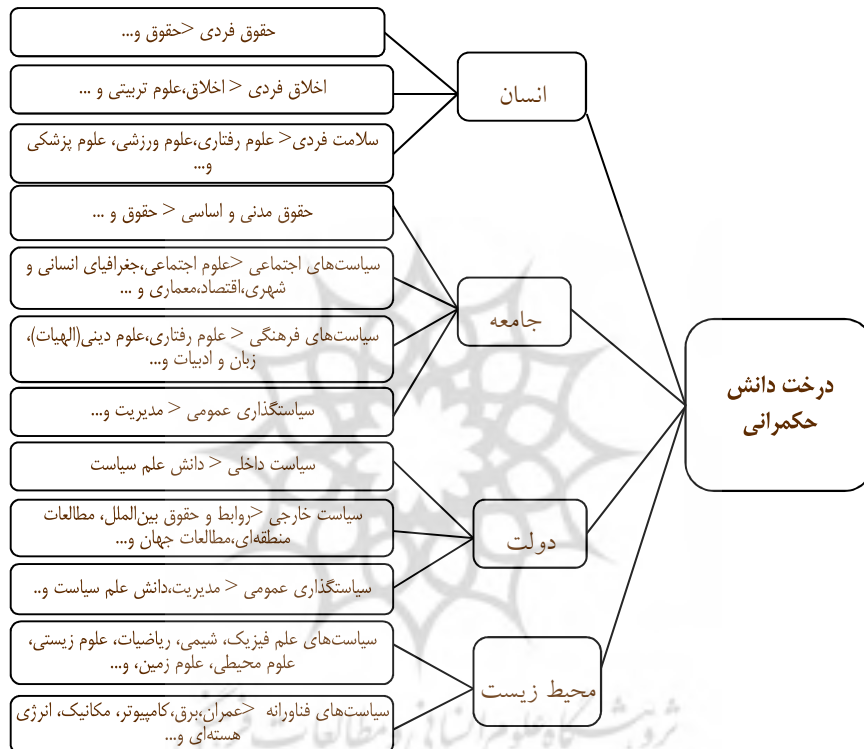 درخت دانش
حکمرانی
انسان
حقوق فردی <حقوق و...
اخلاق فردی < اخلاق،علوم تربیتی و ...
سلامت فردی< علوم رفتاری،علوم ورزشی، علوم پزشکی
و...
جامعه
حقوق مدنی و اساسی < حقوق و ...
سیاست‌های اجتماعی <علوم اجتماعی،جغرافیای انسانی و
شهری،اقتصاد،معماری و ...
سیاست‌های فرهنگی < علوم رفتاری،علوم دینی(الهیات)،
زبان و ادبیات و...
سیاستگذاری عمومی < مدیریت و...
دولت
سیاست داخلی < دانش علم سیاست
سیاست خارجی <روابط و حقوق بین‌الملل، مطالعات
منطقه‌ای،مطالعات جهان و...
سیاستگذاری عمومی < مدیریت،دانش علم سیاست و..
محیط زیست
سیاست‌های علم فیزیک، شیمی، ریاضیات، علوم زیستی،
علوم محیطی، علوم زمین، و...
سیاست‌های فناورانه <عمران،برق،کامپیوتر، مکانیک، انرژی
هسته‌ای و...
پژوهشگاه علوم انسانی و مطالعات فرهنگی